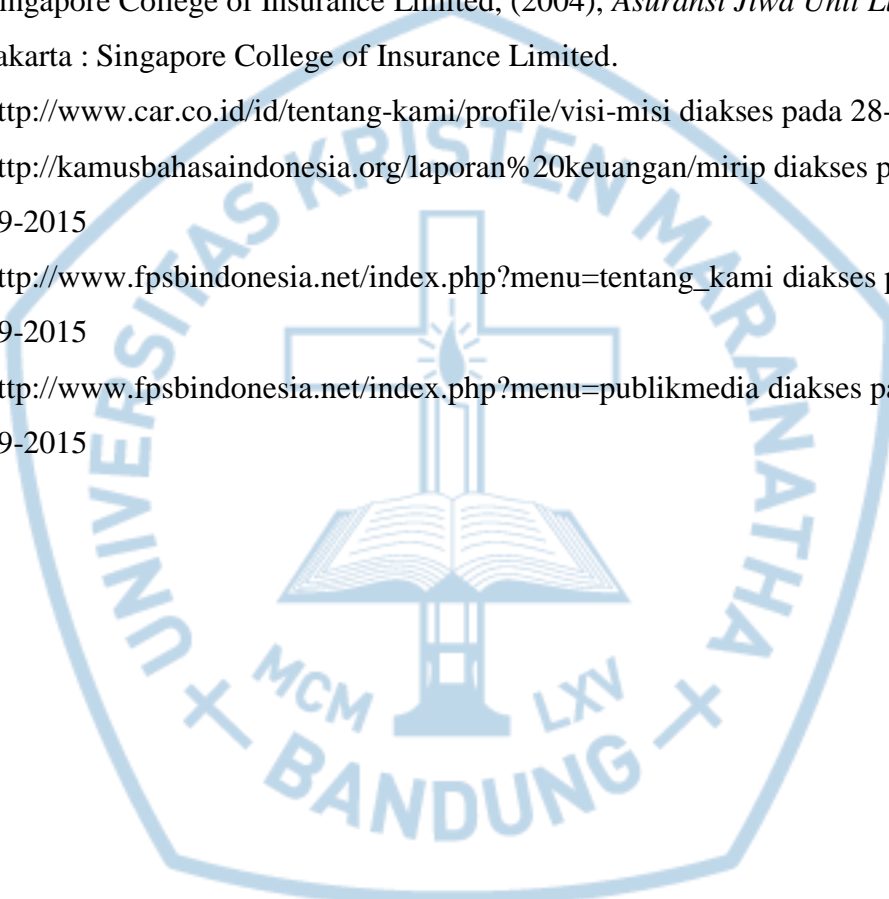 ingapore College of Insurance Limited, (2004), Asuransi Jiwa Unit Li
akarta : Singapore College of Insurance Limited.
ttp://www.car.co.id/id/tentang-kami/profile/visi-misi diakses pada 28-
ttp://kamusbahasaindonesia.org/laporan%20keuangan/mirip diakses p
9-2015
ttp://www.fpsbindonesia.net/index.php?menu=tentang_kami diakses p
9-2015
ttp://www.fpsbindonesia.net/index.php?menu=publikmedia diakses pa
9-2015
UNIVERSITAS KRISTEN MARANATHA
MCM LXV
BANDUNG